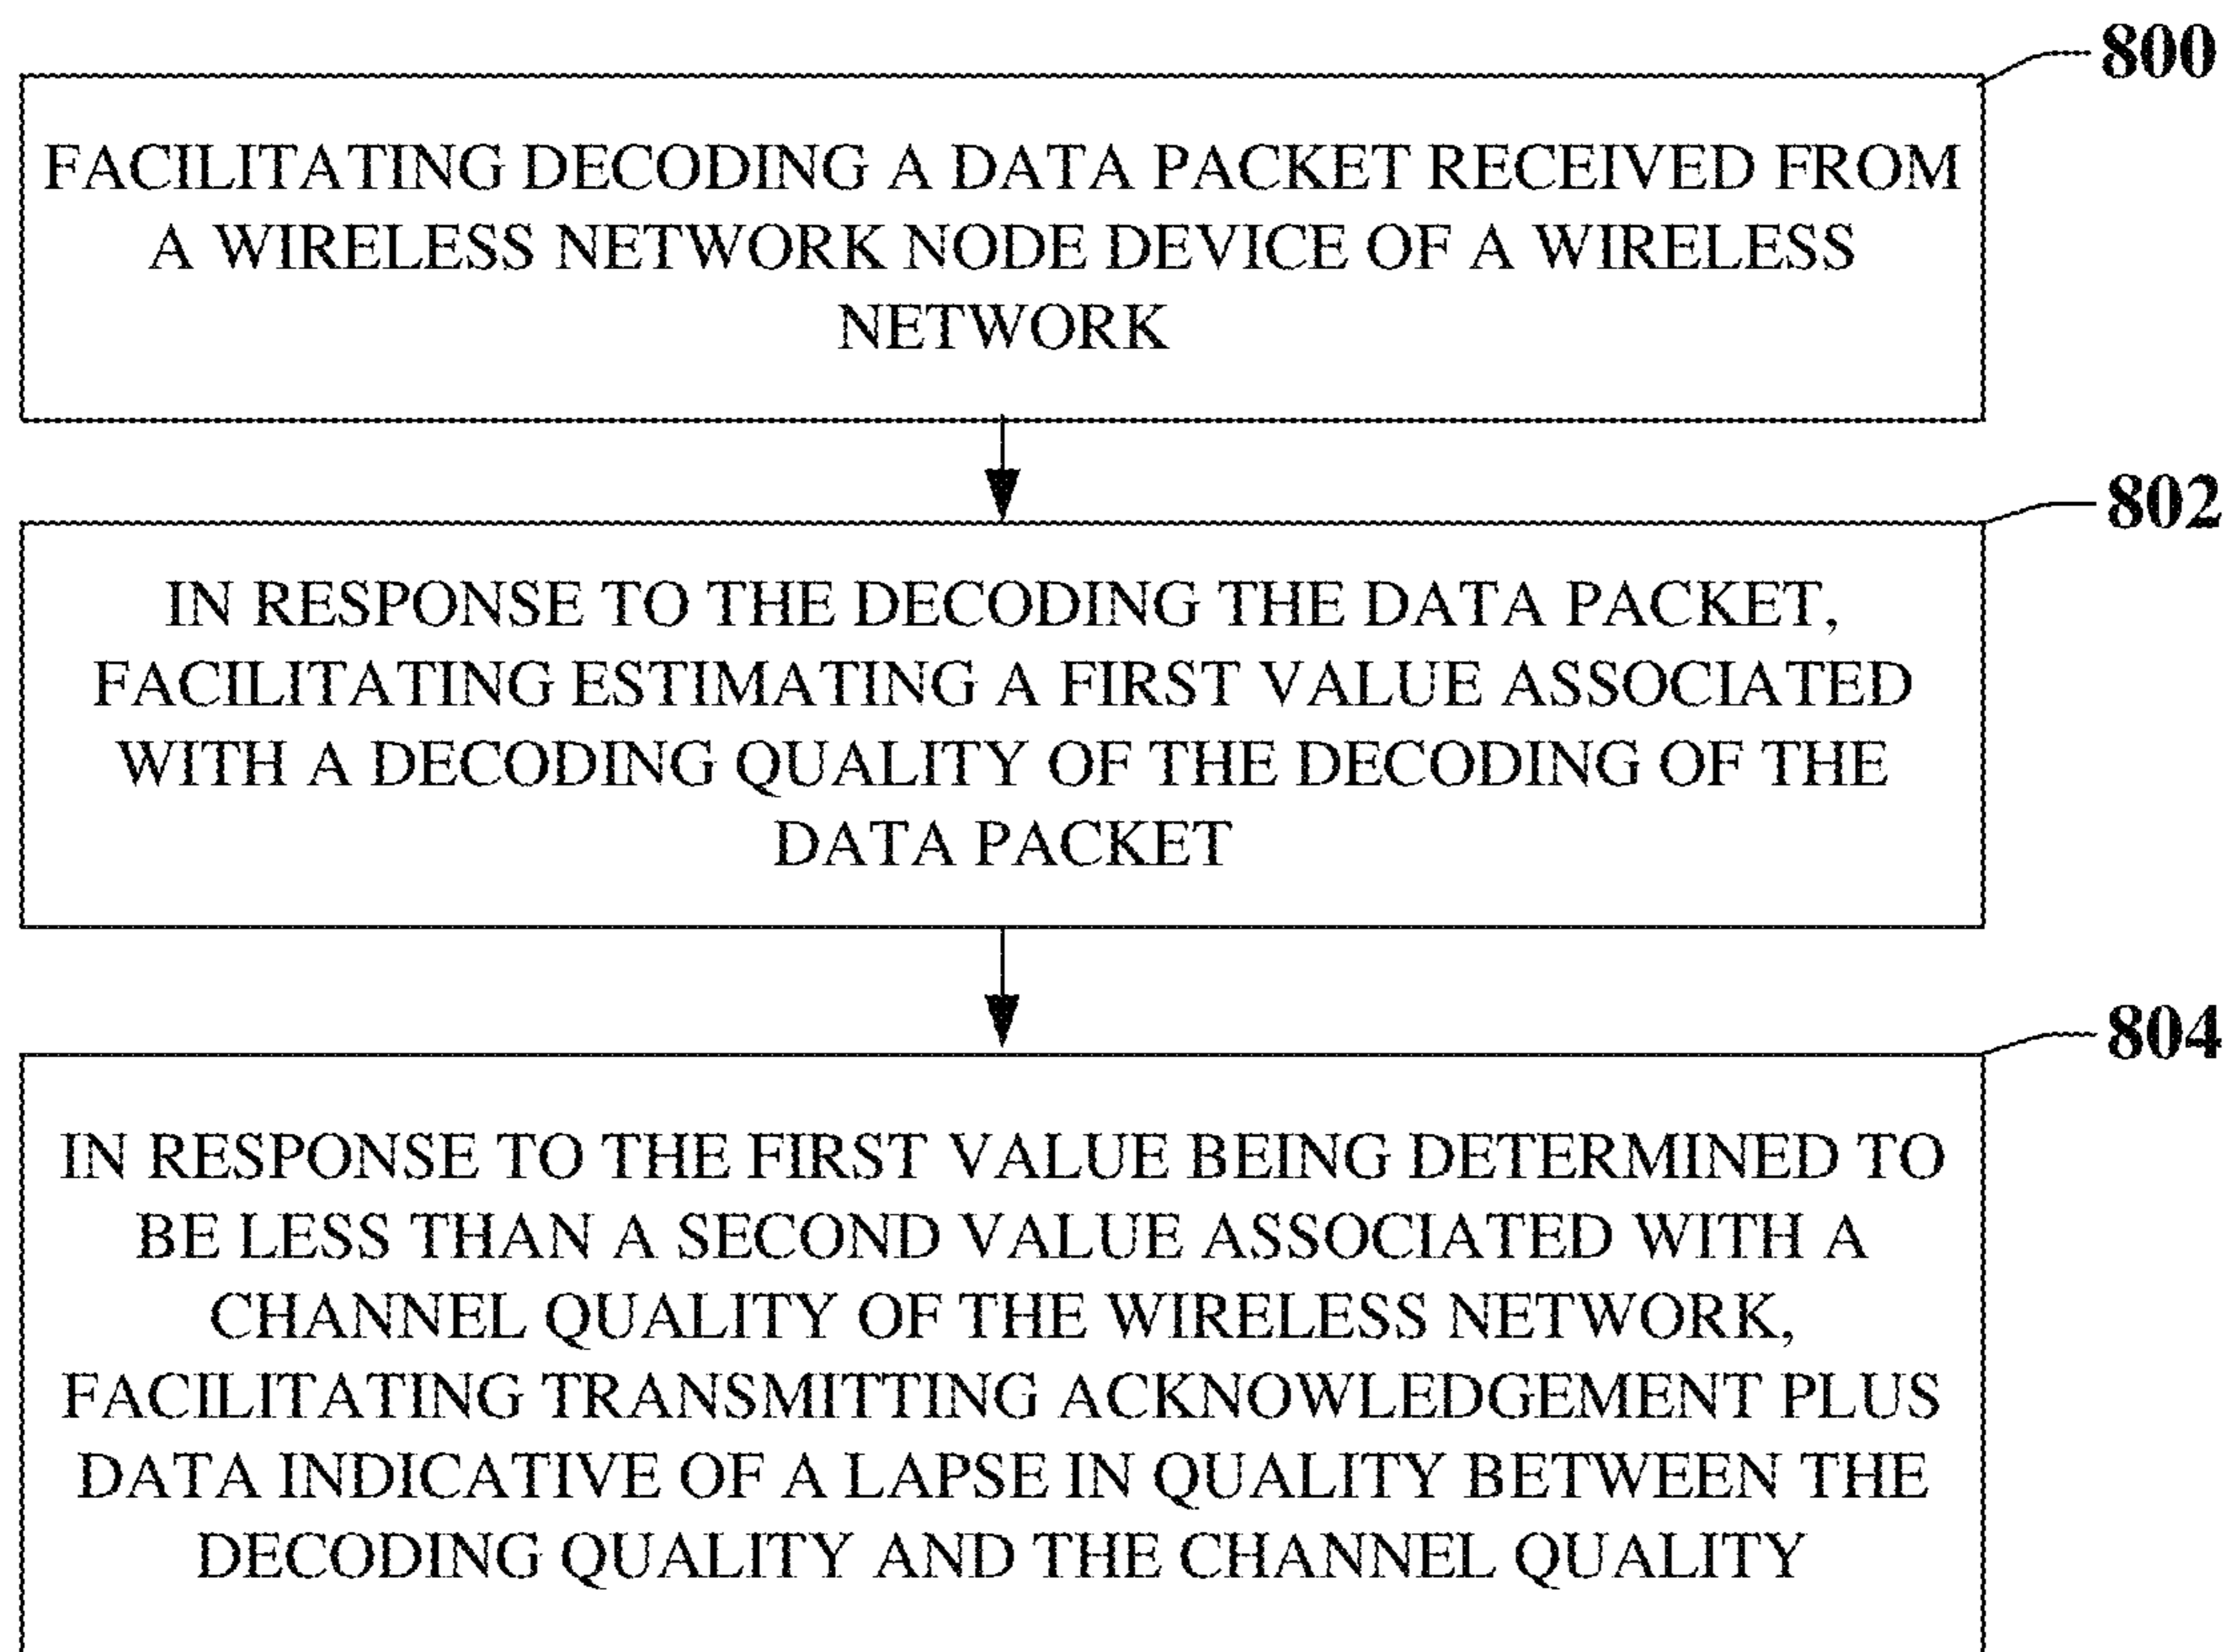 800
FACILITATING DECODING A DATA PACKET RECEIVED FROM
A WIRELESS NETWORK NODE DEVICE OF A WIRELESS
NETWORK
802
IN RESPONSE TO THE DECODING THE DATA PACKET,
FACILITATING ESTIMATING A FIRST VALUE ASSOCIATED
WITH A DECODING QUALITY OF THE DECODING OF THE
DATA PACKET
804
IN RESPONSE TO THE FIRST VALUE BEING DETERMINED TO
BE LESS THAN A SECOND VALUE ASSOCIATED WITH A
CHANNEL QUALITY OF THE WIRELESS NETWORK,
FACILITATING TRANSMITTING ACKNOWLEDGEMENT PLUS
DATA INDICATIVE OF A LAPSE IN QUALITY BETWEEN THE
DECODING QUALITY AND THE CHANNEL QUALITY